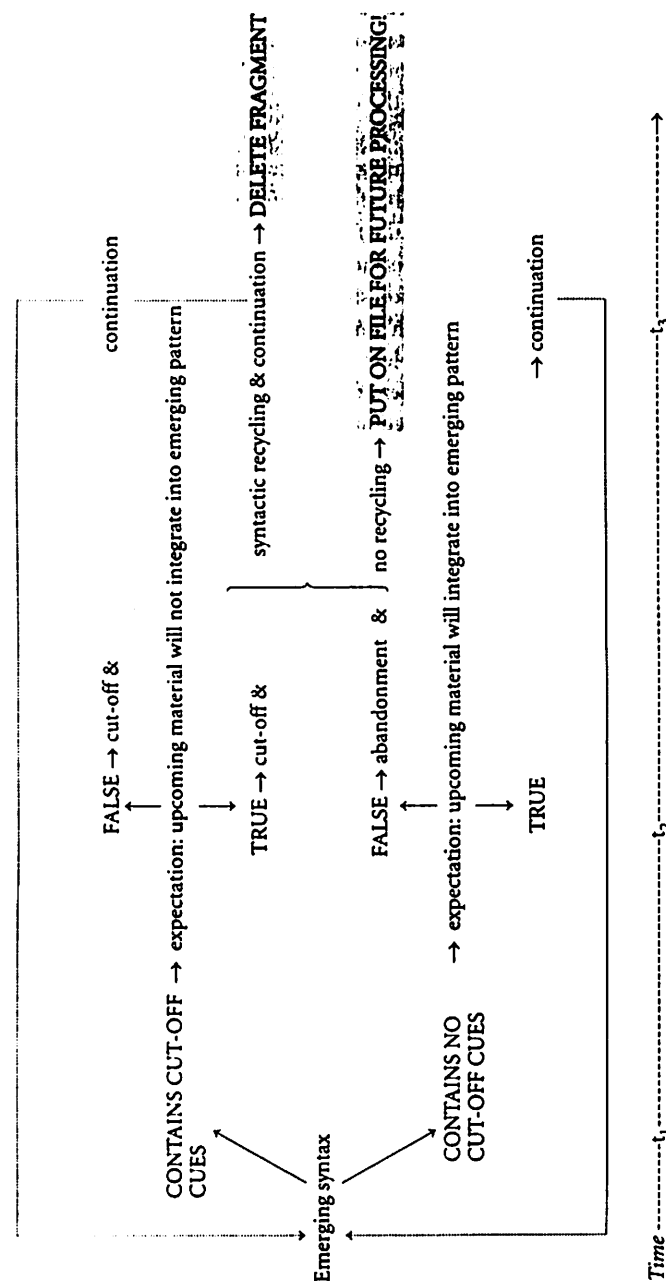 FALSE → cut-off & continuation
CONTAINS CUT-OFF → expectation: upcoming material will not integrate into emerging pattern
CUES
TRUE → cut-off &
syntactic recycling & continuation → DELETE FRAGMENT
Emerging syntax
FALSE → abandonment & no recycling → PUT ON FILE FOR FUTURE PROCESSING!
CONTAINS NO → expectation: upcoming material will integrate into emerging pattern
CUT-OFF CUES
TRUE → continuation
Time ------------t₁------------------------t₂------------------------t₃------------→